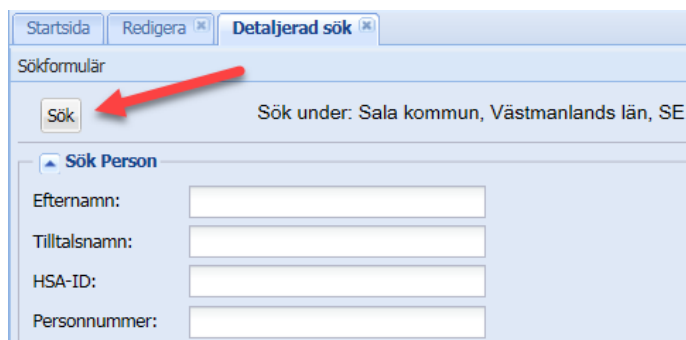 Startsida Redigera Detaljerad sök
Sökformulär
Sök
Sök under: Sala kommun, Västmanlands län, SE
Sök Person
Efternamn:
Tilltalsnamn:
HSA-ID:
Personnummer: